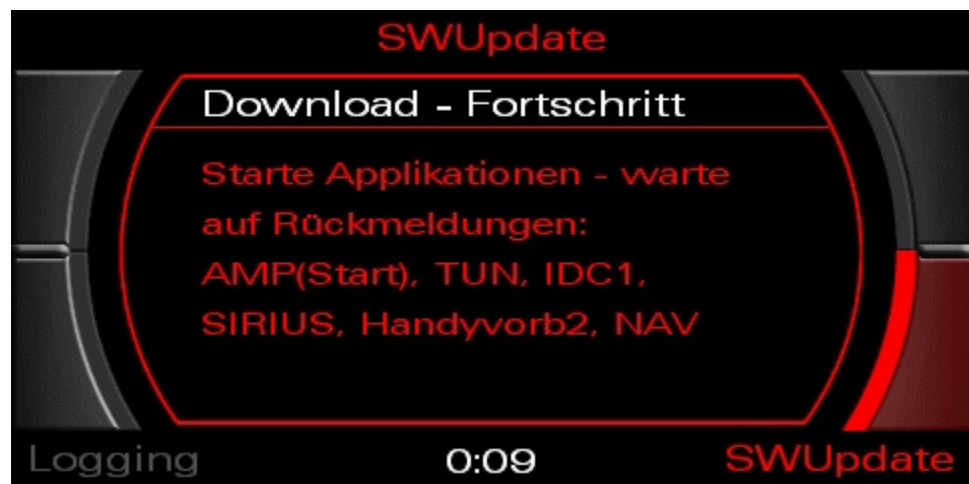 SWUpdate
Download - Fortschritt
Starte Applikationen - warte
auf Rückmeldungen:
AMP(Start), TUN, IDC1,
SIRIUS, Handyvorb2, NAV
Logging 0:09 SWUpdate